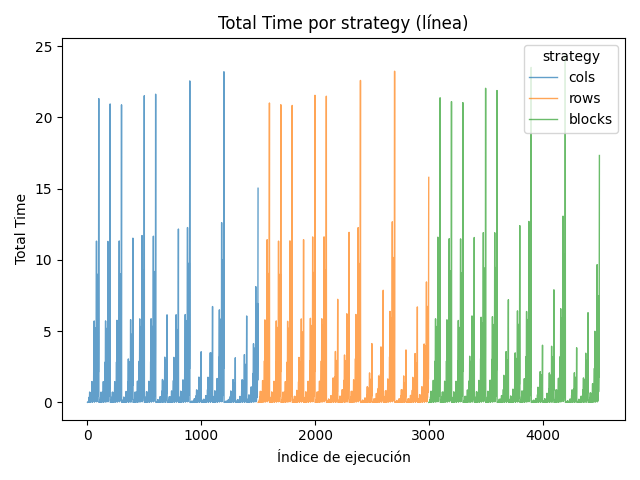 Total Time por strategy (línea)
Total Time
25
20
15
10
5
0
strategy
cols
rows
blocks
0 1000 2000 3000 4000
Índice de ejecución